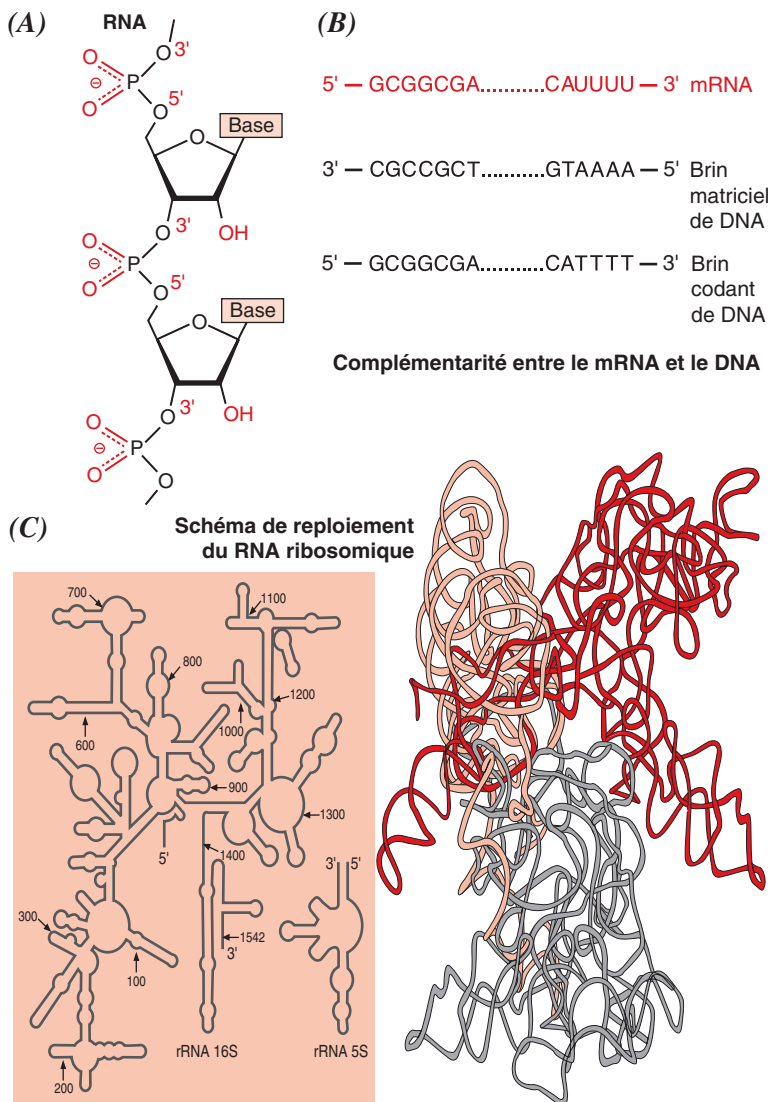 (A)
RNA
O
3'
O
P
⊖
O
O
5'
O
Base
O
3'
OH
O
P
⊖
O
O
5'
Base
O
O
3'
OH
O
P
⊖
O
O
(B)
5' — GCGGCGA..........CAUUUU — 3' mRNA
3' — CGCCGCT ..........GTAAAA — 5' Brin
matriciel
de DNA
5' — GCGGCGA..........CATTTT — 3' Brin
codant
de DNA
Complémentarité entre le mRNA et le DNA
(C)
Schéma de reploiement
du RNA ribosomique
700
1100
800
1200
600
1000
900
1300
5'
1400
3' 5'
300
1542
100
3'
200
rRNA 16S
rRNA 5S